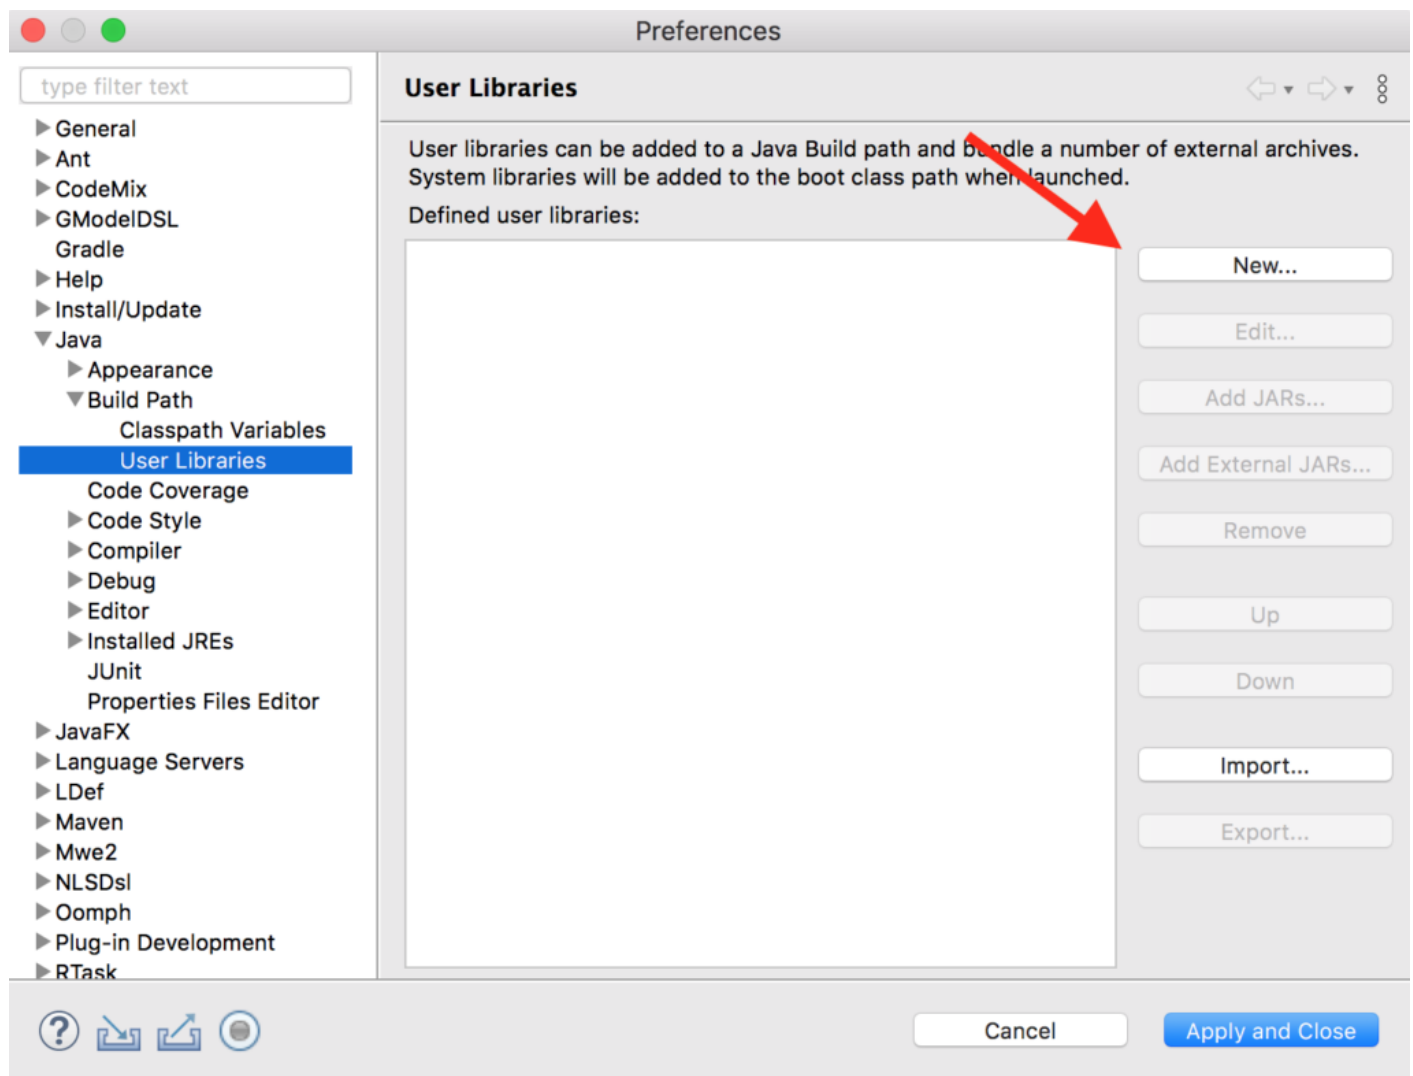 Preferences
type filter text
General
Ant
CodeMix
GModelDSL
Gradle
Help
Install/Update
Java
Appearance
Build Path
Classpath Variables
User Libraries
Code Coverage
Code Style
Compiler
Debug
Editor
Installed JREs
JUnit
Properties Files Editor
JavaFX
Language Servers
LDef
Maven
Mwe2
NLSDsl
Oomph
Plug-in Development
RTask
User Libraries
User libraries can be added to a Java Build path and bundle a number of external archives.
System libraries will be added to the boot class path when launched.
Defined user libraries:
New...
Edit...
Add JARs...
Add External JARs...
Remove
Up
Down
Import...
Export...
?
Cancel
Apply and Close